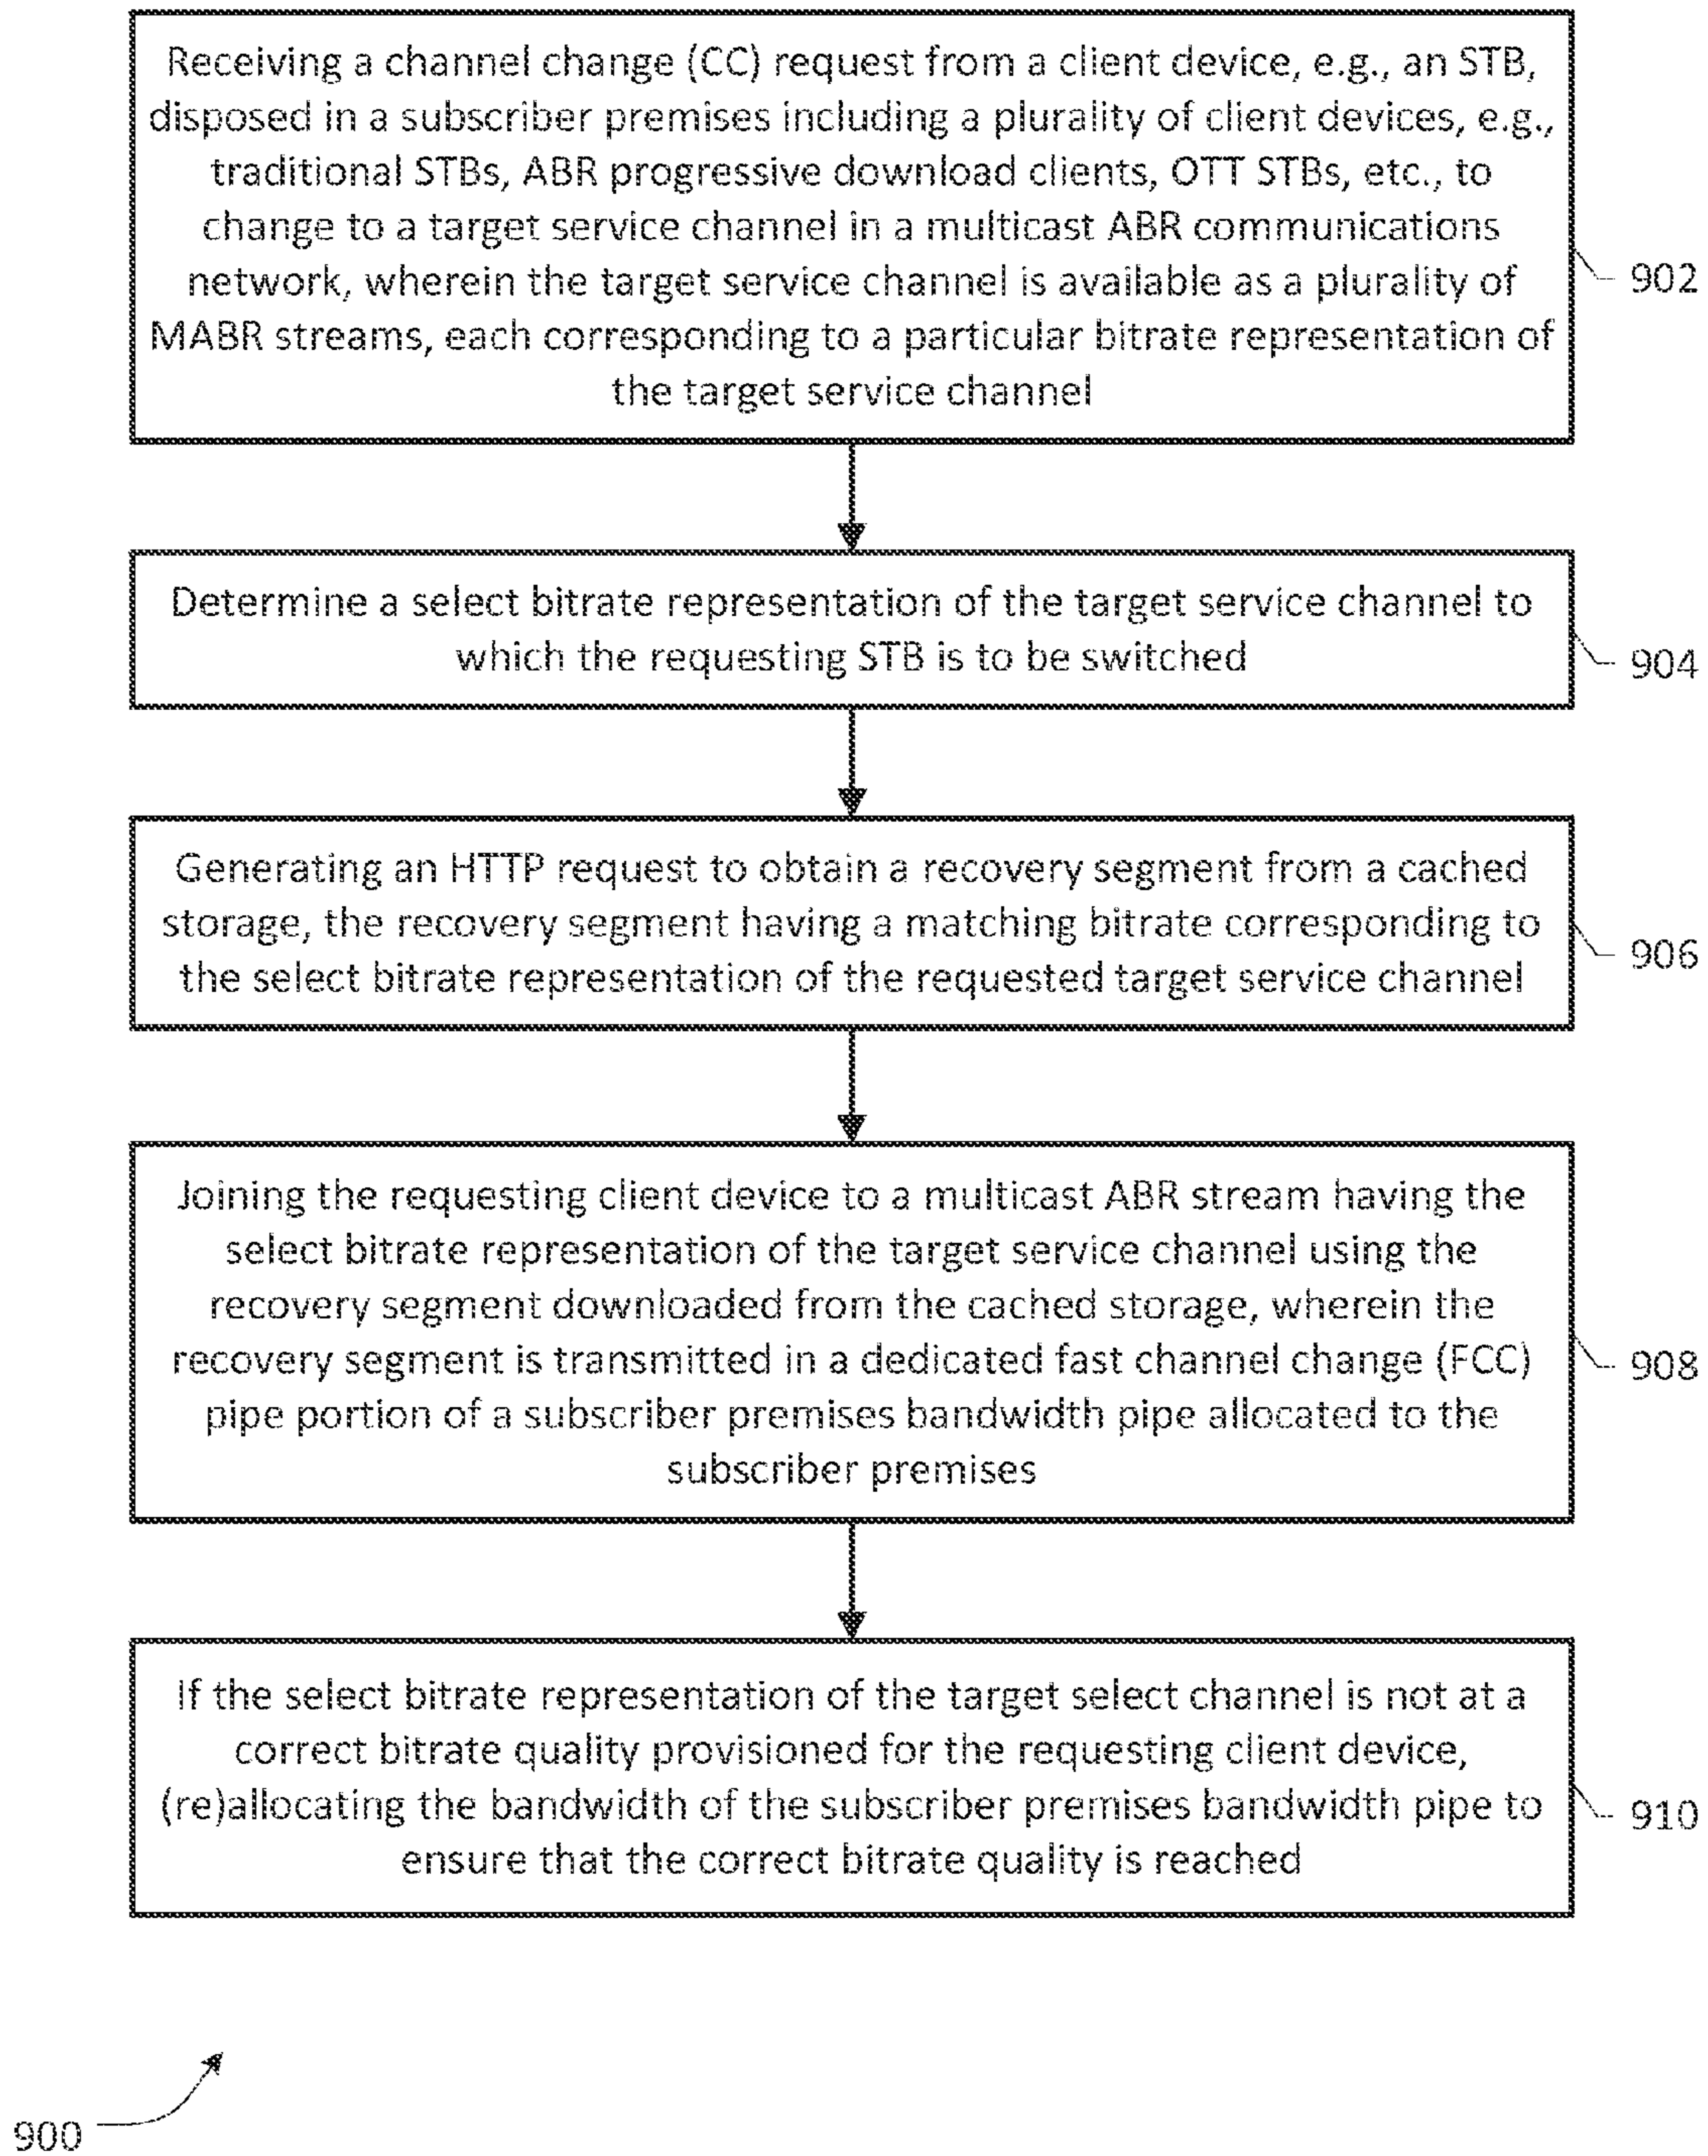 Receiving a channel change (CC) request from a client device, e.g., an STB,
disposed in a subscriber premises including a plurality of client devices, e.g.,
traditional STBs, ABR progressive download clients, OTT STBs, etc., to
change to a target service channel in a multicast ABR communications
network, wherein the target service channel is available as a plurality of
MABR streams, each corresponding to a particular bitrate representation of
the target service channel
902
Determine a select bitrate representation of the target service channel to
which the requesting STB is to be switched
904
Generating an HTTP request to obtain a recovery segment from a cached
storage, the recovery segment having a matching bitrate corresponding to
the select bitrate representation of the requested target service channel
906
Joining the requesting client device to a multicast ABR stream having the
select bitrate representation of the target service channel using the
recovery segment downloaded from the cached storage, wherein the
recovery segment is transmitted in a dedicated fast channel change (FCC)
pipe portion of a subscriber premises bandwidth pipe allocated to the
subscriber premises
908
If the select bitrate representation of the target select channel is not at a
correct bitrate quality provisioned for the requesting client device,
(re)allocating the bandwidth of the subscriber premises bandwidth pipe to
ensure that the correct bitrate quality is reached
910
900